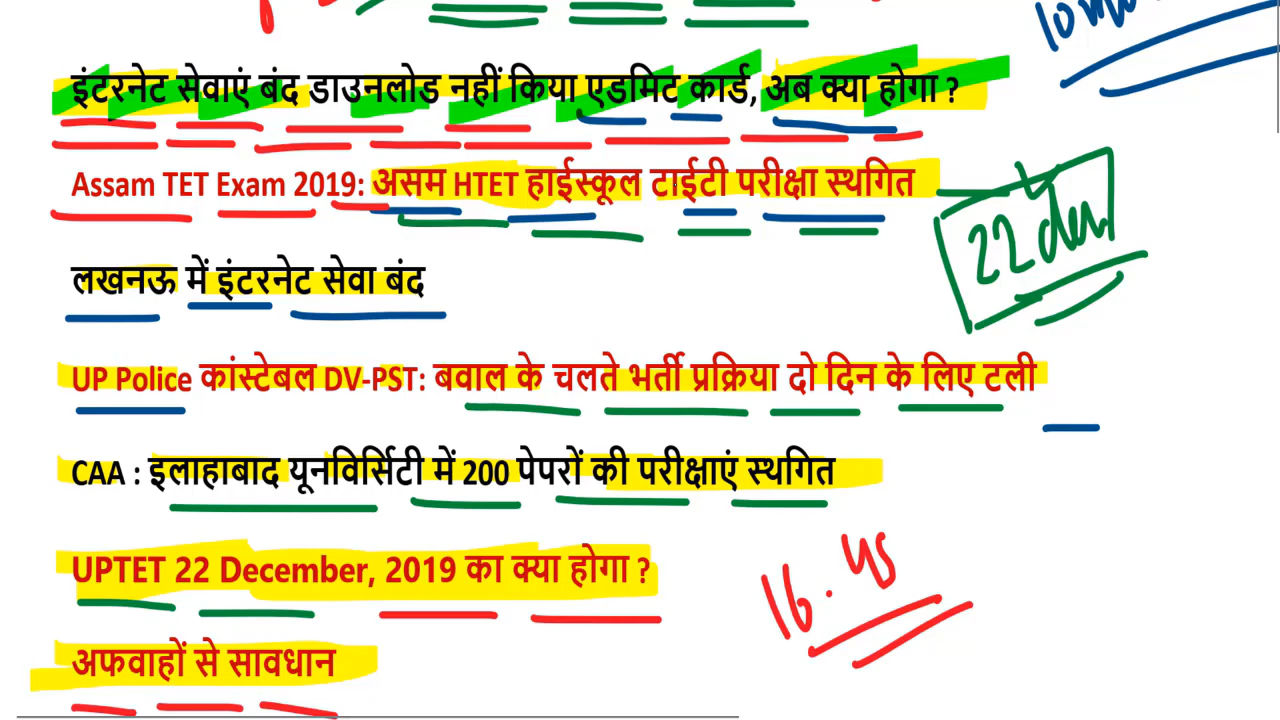 इंटरनेट सेवाएं बंद डाउनलोड नहीं किया एडमिट कार्ड, अब क्या होगा ?
Assam TET Exam 2019: असम HTET हाईस्कूल टाईटी परीक्षा स्थगित
22 dec
लखनऊ में इंटरनेट सेवा बंद
UP Police कांस्टेबल DV-PST: बवाल के चलते भर्ती प्रक्रिया दो दिन के लिए टली
CAA : इलाहाबाद यूनविर्सिटी में 200 पेपरों की परीक्षाएं स्थगित
UPTET 22 December, 2019 का क्या होगा ?
16.
अफवाहों से सावधान